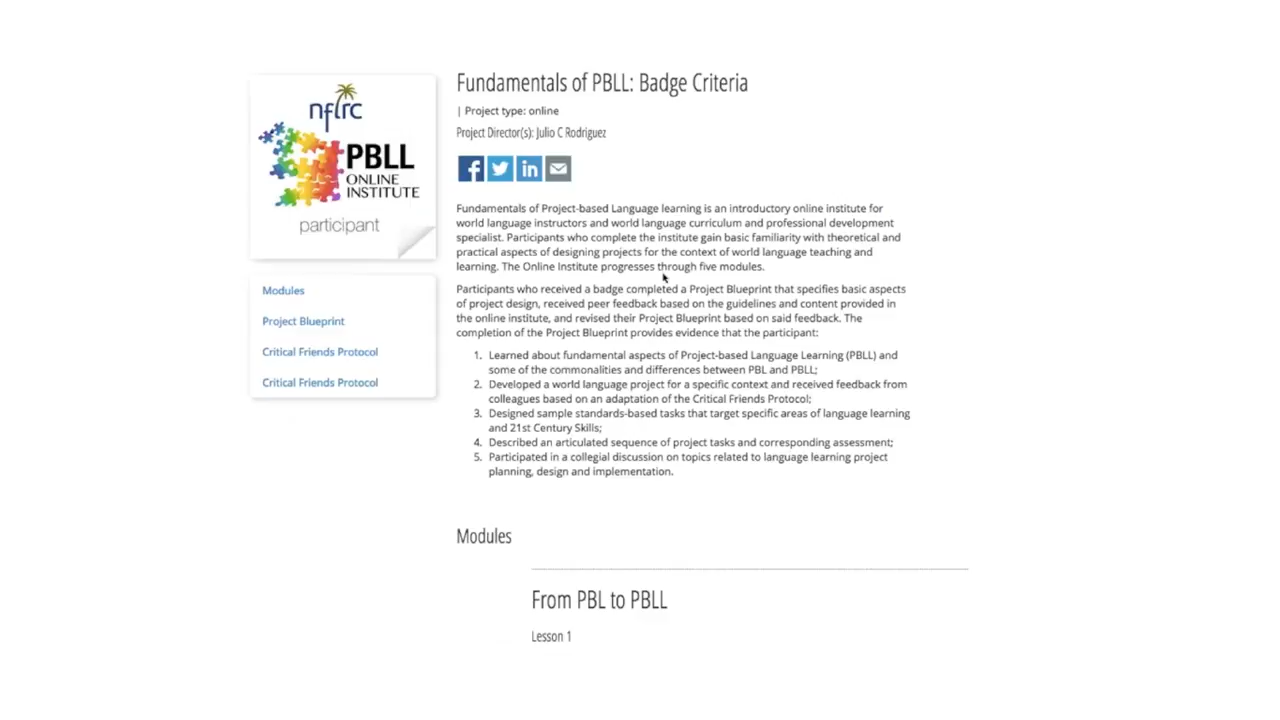 nflrc
PBLL
ONLINE
INSTITUTE
participant
Modules
Project Blueprint
Critical Friends Protocol
Critical Friends Protocol
Fundamentals of PBLL: Badge Criteria
| Project type: online
Project Director(s): Julio C Rodriguez
Fundamentals of Project-based Language learning is an introductory online institute for
world language instructors and world language curriculum and professional development
specialist. Participants who complete the institute gain basic familiarity with theoretical and
practical aspects of designing projects for the context of world language teaching and
learning. The Online Institute progresses through five modules.
Participants who received a badge completed a Project Blueprint that specifies basic aspects
of project design, received peer feedback based on the guidelines and content provided in
the online institute, and revised their Project Blueprint based on said feedback. The
completion of the Project Blueprint provides evidence that the participant:
1. Learned about fundamental aspects of Project-based Language Learning (PBLL) and
some of the commonalities and differences between PBL and PBLL;
2. Developed a world language project for a specific context and received feedback from
colleagues based on an adaptation of the Critical Friends Protocol;
3. Designed sample standards-based tasks that target specific areas of language learning
and 21st Century Skills;
4. Described an articulated sequence of project tasks and corresponding assessment;
5. Participated in a collegial discussion on topics related to language learning project
planning, design and implementation.
Modules
From PBL to PBLL
Lesson 1